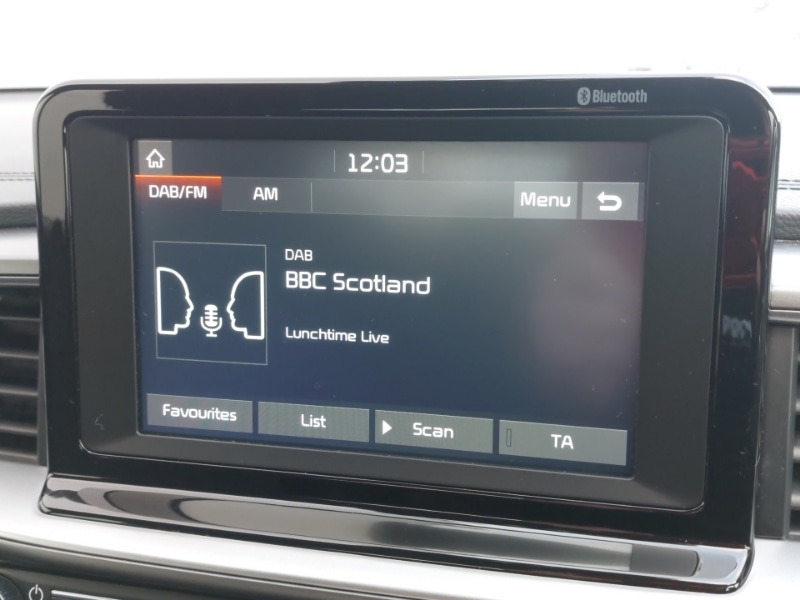 Bluetooth
12:03
DAB/FM AM Menu
DAB
BBC Scotland
Lunchtime Live
Favourites List Scan TA